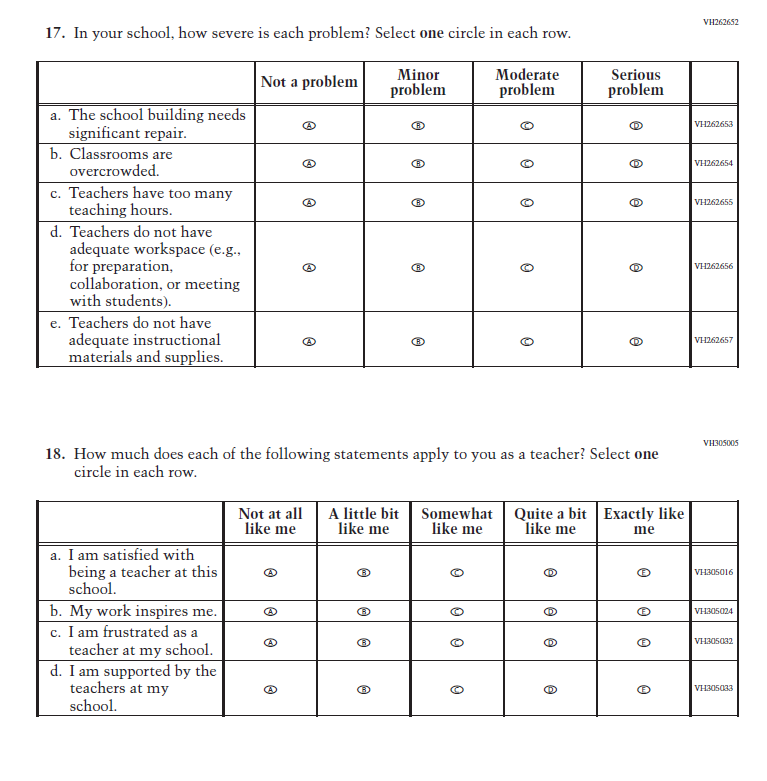 VH262652
17. In your school, how severe is each problem? Select one circle in each row.
Not a problem
Minor problem
Moderate problem
Serious problem
a. The school building needs
significant repair.
A B C D VH262653
b. Classrooms are
overcrowded.
A B C D VH262654
c. Teachers have too many
teaching hours.
A B C D VH262655
d. Teachers do not have
adequate workspace (e.g.,
for preparation,
collaboration, or meeting
with students).
A B C D VH262656
e. Teachers do not have
adequate instructional
materials and supplies.
A B C D VH262657
VH305005
18. How much does each of the following statements apply to you as a teacher? Select one
circle in each row.
Not at all
like me
A little bit
like me
Somewhat
like me
Quite a bit
like me
Exactly like
me
a. I am satisfied with
being a teacher at this
school.
A B C D E VH305016
b. My work inspires me.
A B C D E VH305024
c. I am frustrated as a
teacher at my school.
A B C D E VH305032
d. I am supported by the
teachers at my
school.
A B C D E VH305033